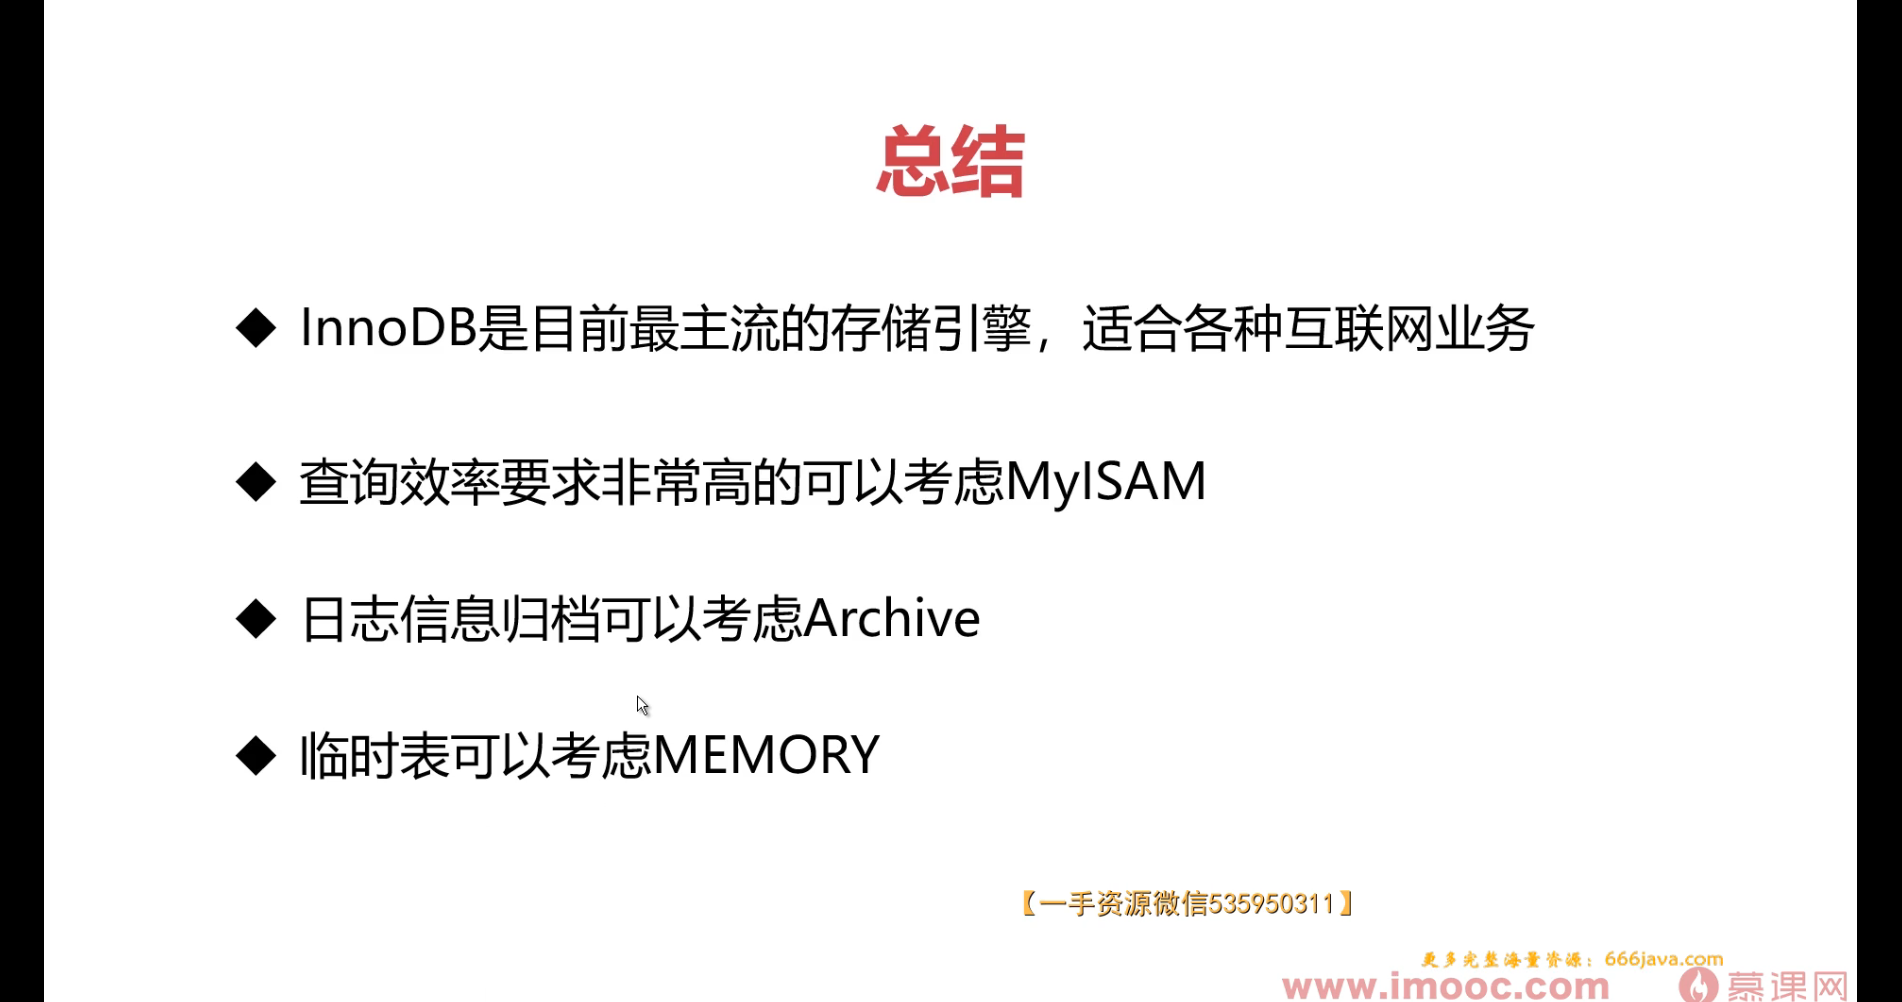 总结
◆ InnoDB是目前最主流的存储引擎，适合各种互联网业务
◆ 查询效率要求非常高的可以考虑MyISAM
◆ 日志信息归档可以考虑Archive
◆ 临时表可以考虑MEMORY
【一手资源微信535950311】
更多完整海量资源：666java.com
www.imooc.com 慕课网